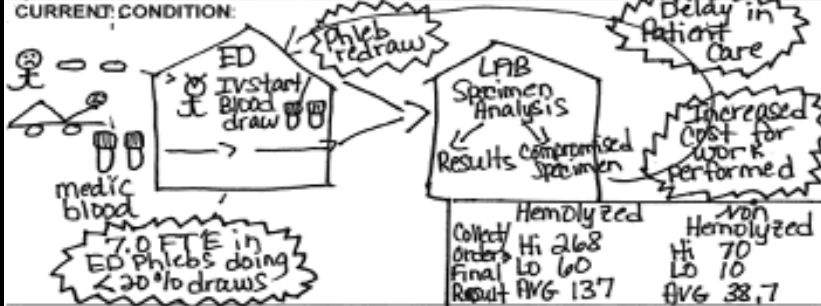 CURRENT CONDITION:
ED
IV start/
Blood
draw
medic
blood
7.0 FTE in
ED Phlebs doing
<20% draws
Phleb
redraw
LAB
Specimen
Analysis
Results
Compromised
Specimen
Delay in
Patient
Care
Increased
Cost for
Work
performed
Hemolyzed
Non
Hemolyzed
Collect/
Order>
Final
Result
Hi 268
Lo 60
AVG 137
Hi 70
Lo 10
AVG 38.7